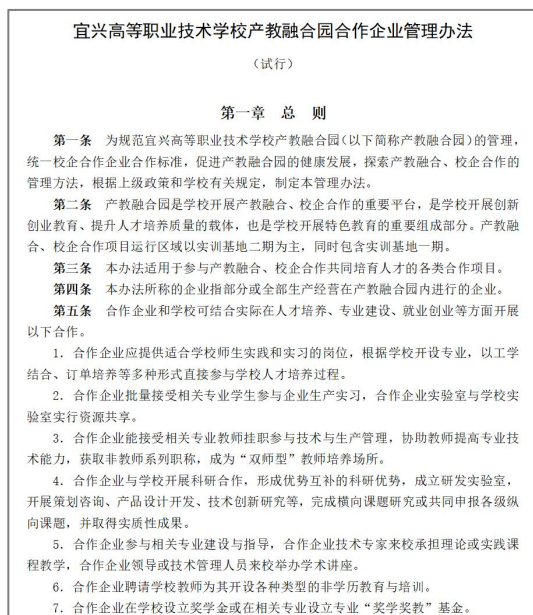 宜兴高等职业技术学校产教融合园合作企业管理办法
（试行）
第一章 总 则
第一条 为规范宜兴高等职业技术学校产教融合园（以下简称产教融合园）的管理，
统一校企合作企业合作标准，促进产教融合园的健康发展，探索产教融合、校企合作的
管理方法，根据上级政策和学校有关规定，制定本管理办法。
第二条 产教融合园是学校开展产教融合、校企合作的重要平台，是学校开展创新
创业教育、提升人才培养质量的载体，也是学校开展特色教育的重要组成部分。产教融
合、校企合作项目运行区域以实训基地二期为主，同时包含实训基地一期。
第三条 本办法适用于参与产教融合、校企合作共同培育人才的各类合作项目。
第四条 本办法所称的企业指部分或全部生产经营在产教融合园内进行的企业。
第五条 合作企业和学校可结合实际在人才培养、专业建设、就业创业等方面开展
以下合作。
1．合作企业应提供适合学校师生实践和实习的岗位，根据学校开设专业，以工学
结合、订单培养等多种形式直接参与学校人才培养过程。
2．合作企业批量接受相关专业学生参与企业生产实习，合作企业实验室与学校实
验室实行资源共享。
3．合作企业能接受相关专业教师挂职参与技术与生产管理，协助教师提高专业技
术能力，获取非教师系列职称，成为“双师型”教师培养场所。
4．合作企业与学校开展科研合作，形成优势互补的科研优势，成立研发实验室，
开展策划咨询、产品设计开发、技术创新研究等，完成横向课题研究或共同申报各级纵
向课题，并取得实质性成果。
5．合作企业参与相关专业建设与指导，合作企业技术专家来校承担理论或实践课
程教学，合作企业领导或技术管理人员来校举办学术讲座。
6．合作企业聘请学校教师为其开设各种类型的非学历教育与培训。
7．合作企业在学校设立奖学金或在相关专业设立专业“奖学奖教”基金。